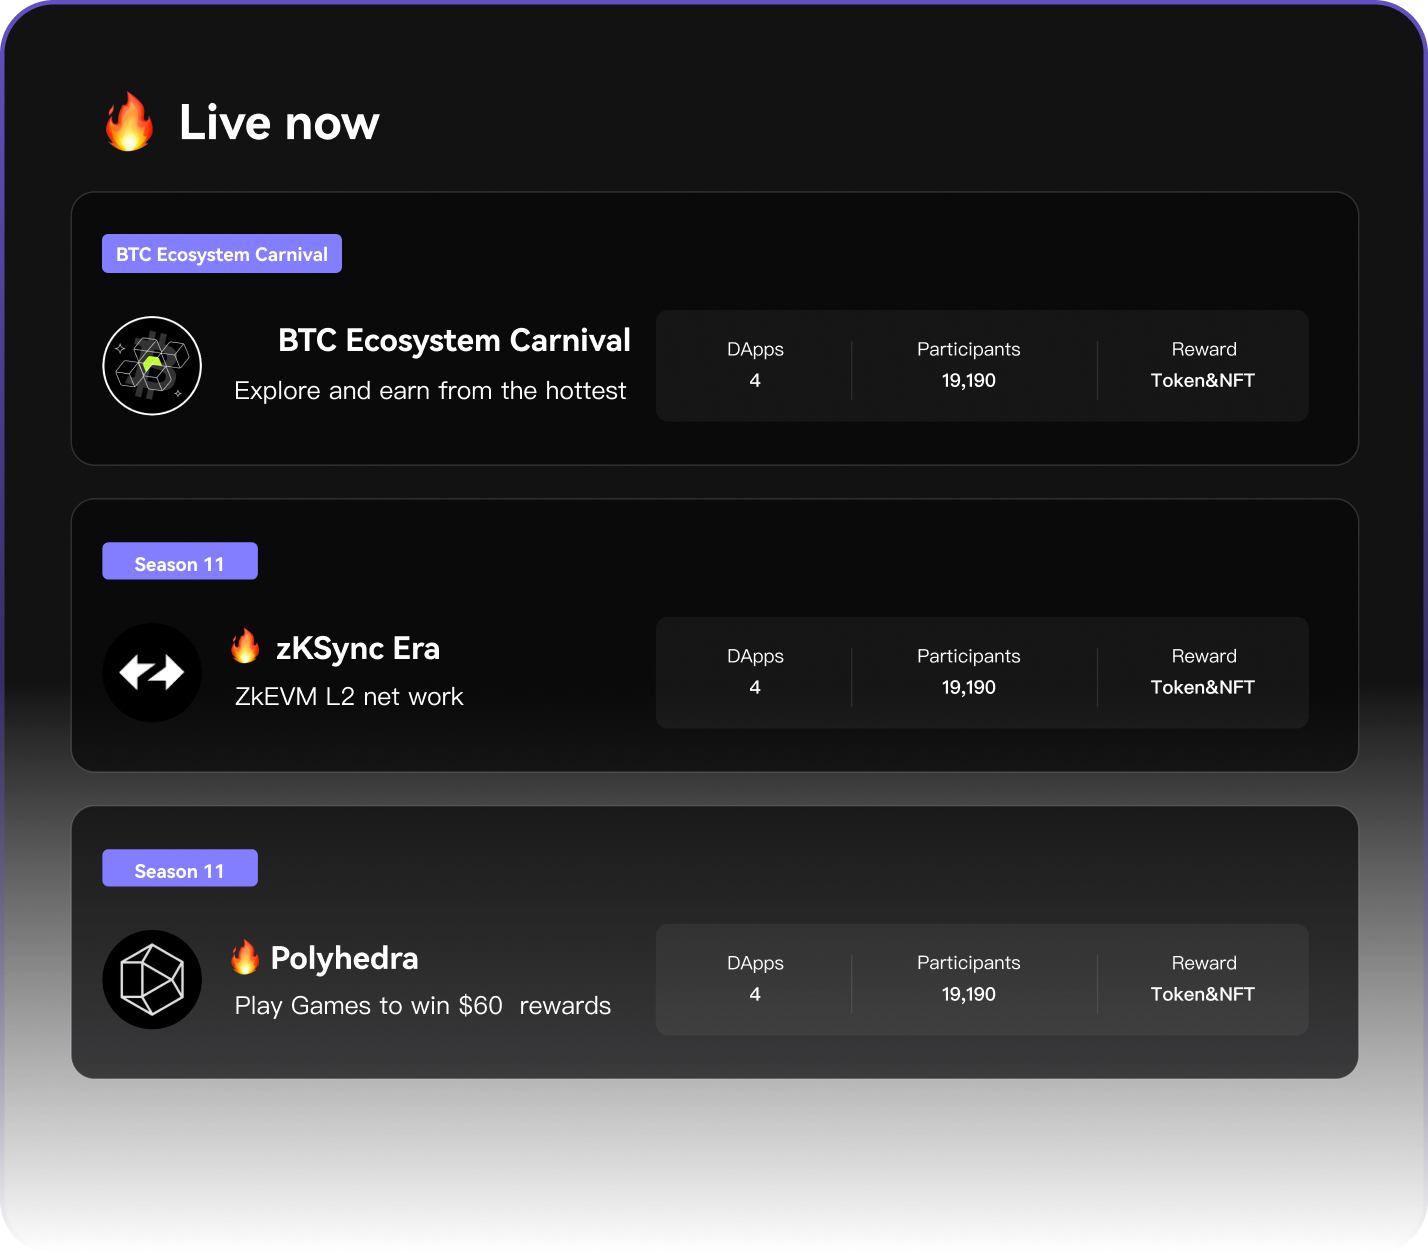 Live now
BTC Ecosystem Carnival
BTC Ecosystem Carnival
Explore and earn from the hottest
DApps
4
Participants
19,190
Reward
Token&NFT
Season 11
zKSync Era
ZkEVM L2 net work
DApps
4
Participants
19,190
Reward
Token&NFT
Season 11
Polyhedra
Play Games to win $60  rewards
DApps
4
Participants
19,190
Reward
Token&NFT